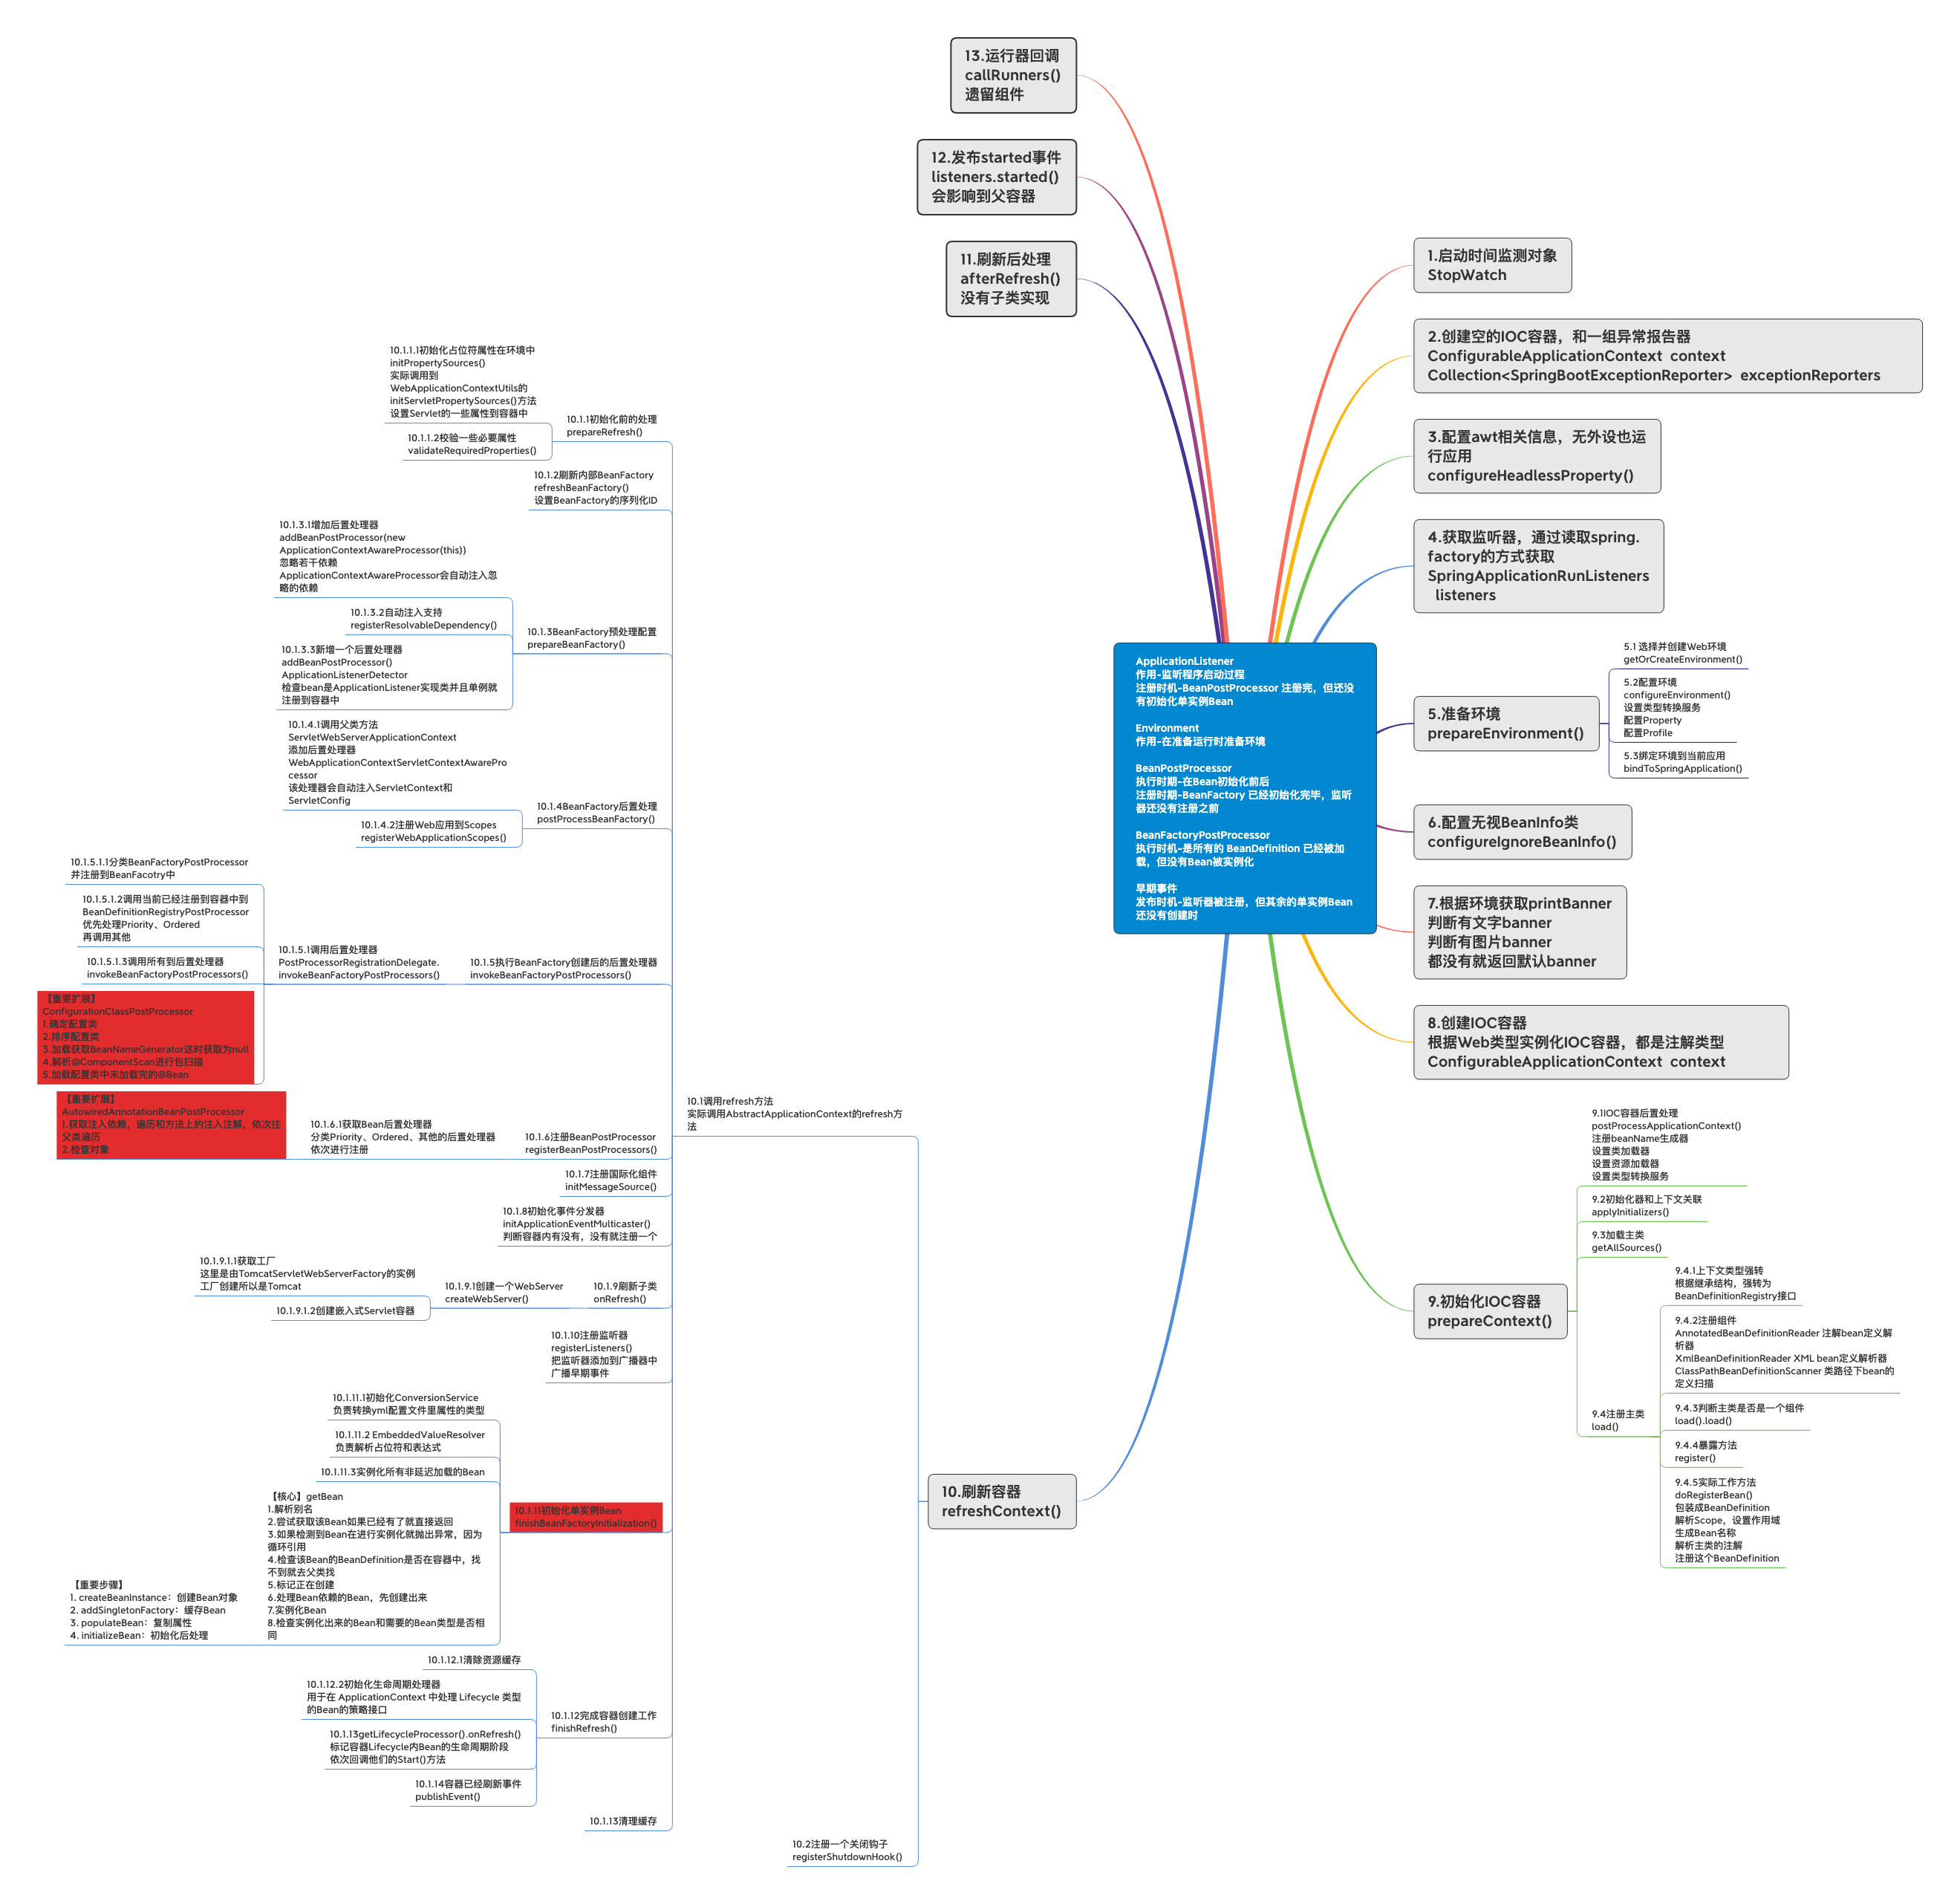 13.运行器回调
callRunners()
遗留组件
12.发布started事件
listeners.started()
会影响到父容器
11.刷新后处理
afterRefresh()
没有子类实现
1.启动时间监测对象
StopWatch
2.创建空的IOC容器，和一组异常报告器
ConfigurableApplicationContext context
Collection<SpringBootExceptionReporter> exceptionReporters
3.配置awt相关信息，无外设也运
行应用
configureHeadlessProperty()
4.获取监听器，通过读取spring.
factory的方式获取
SpringApplicationRunListeners
listeners
ApplicationListener
作用-监听程序启动过程
注册时机-BeanPostProcessor 注册完，但还没
有初始化单实例Bean
Environment
作用-在准备运行时准备环境
BeanPostProcessor
执行时期-在Bean初始化前后
注册时期-BeanFactory 已经初始化完毕，监听
器还没有注册之前
BeanFactoryPostProcessor
执行时机-是所有的 BeanDefinition 已经被加
载，但没有Bean被实例化
早期事件
发布时机-监听器被注册，但其余的单实例Bean
还没有创建时
5.准备环境
prepareEnvironment()
5.1 选择并创建Web环境
getOrCreateEnvironment()
5.2配置环境
configureEnvironment()
设置类型转换服务
配置Property
配置Profile
5.3绑定环境到当前应用
bindToSpringApplication()
6.配置无视BeanInfo类
configureIgnoreBeanInfo()
7.根据环境获取printBanner
判断有文字banner
判断有图片banner
都没有就返回默认banner
8.创建IOC容器
根据Web类型实例化IOC容器，都是注解类型
ConfigurableApplicationContext context
9.初始化IOC容器
prepareContext()
9.1IOC容器后置处理
postProcessApplicationContext()
注册beanName生成器
设置类加载器
设置资源加载器
设置类型转换服务
9.2初始化器和上下文关联
applyInitializers()
9.3加载主类
getAllSources()
9.4注册主类
load()
9.4.1上下文类型强转
根据继承结构，强转为
BeanDefinitionRegistry接口
9.4.2注册组件
AnnotatedBeanDefinitionReader 注解bean定义解
析器
XmlBeanDefinitionReader XML bean定义解析器
ClassPathBeanDefinitionScanner 类路径下bean的
定义扫描
9.4.3判断主类是否是一个组件
load().load()
9.4.4暴露方法
register()
9.4.5实际工作方法
doRegisterBean()
包装成BeanDefinition
解析Scope，设置作用域
生成Bean名称
解析主类的注解
注册这个BeanDefinition
10.刷新容器
refreshContext()
10.1调用refresh方法
实际调用AbstractApplicationContext的refresh方
法
10.1.1初始化前的处理
prepareRefresh()
10.1.1.1初始化占位符属性在环境中
initPropertySources()
实际调用到
WebApplicationContextUtils的
initServletPropertySources()方法
设置Servlet的一些属性到容器中
10.1.1.2校验一些必要属性
validateRequiredProperties()
10.1.2刷新内部BeanFactory
refreshBeanFactory()
设置BeanFactory的序列化ID
10.1.3BeanFactory预处理配置
prepareBeanFactory()
10.1.3.1增加后置处理器
addBeanPostProcessor(new
ApplicationContextAwareProcessor(this))
忽略若干依赖
ApplicationContextAwareProcessor会自动注入忽
略的依赖
10.1.3.2自动注入支持
registerResolvableDependency()
10.1.3.3新增一个后置处理器
addBeanPostProcessor()
ApplicationListenerDetector
检查bean是ApplicationListener实现类并且单例就
注册到容器中
10.1.4BeanFactory后置处理
postProcessBeanFactory()
10.1.4.1调用父类方法
ServletWebServerApplicationContext
添加后置处理器
WebApplicationContextServletContextAwarePro
cessor
该处理器会自动注入ServletContext和
ServletConfig
10.1.4.2注册Web应用到Scopes
registerWebApplicationScopes()
10.1.5执行BeanFactory创建后的后置处理器
invokeBeanFactoryPostProcessors()
10.1.5.1调用后置处理器
PostProcessorRegistrationDelegate.
invokeBeanFactoryPostProcessors()
10.1.5.1.1分类BeanFactoryPostProcessor
并注册到BeanFacotry中
10.1.5.1.2调用当前已经注册到容器中到
BeanDefinitionRegistryPostProcessor
优先处理Priority、Ordered
再调用其他
10.1.5.1.3调用所有到后置处理器
invokeBeanFactoryPostProcessors()
【重要扩展】
ConfigurationClassPostProcessor
1.确定配置类
2.排序配置类
3.加载获取BeanNameGenerator这时获取为null
4.解析@ComponentScan进行包扫描
5.加载配置类中未加载完的@Bean
10.1.6注册BeanPostProcessor
registerBeanPostProcessors()
10.1.6.1获取Bean后置处理器
分类Priority、Ordered、其他的后置处理器
依次进行注册
【重要扩展】
AutowiredAnnotationBeanPostProcessor
1.获取注入依赖，遍历和方法上的注入注解，依次往
父类遍历
2.检查对象
10.1.7注册国际化组件
initMessageSource()
10.1.8初始化事件分发器
initApplicationEventMulticaster()
判断容器内有没有，没有就注册一个
10.1.9刷新子类
onRefresh()
10.1.9.1创建一个WebServer
createWebServer()
10.1.9.1.1获取工厂
这里是由TomcatServletWebServerFactory的实例
工厂创建所以是Tomcat
10.1.9.1.2创建嵌入式Servlet容器
10.1.10注册监听器
registerListeners()
把监听器添加到广播器中
广播早期事件
10.1.11初始化单实例Bean
finishBeanFactoryInitialization()
10.1.11.1初始化ConversionService
负责转换yml配置文件里属性的类型
10.1.11.2 EmbeddedValueResolver
负责解析占位符和表达式
10.1.11.3实例化所有非延迟加载的Bean
【核心】getBean
1.解析别名
2.尝试获取该Bean如果已经有了就直接返回
3.如果检测到Bean在进行实例化就抛出异常，因为
循环引用
4.检查该Bean的BeanDefinition是否在容器中，找
不到就去父类找
5.标记正在创建
6.处理Bean依赖的Bean，先创建出来
7.实例化Bean
8.检查实例化出来的Bean和需要的Bean类型是否相
同
【重要步骤】
1. createBeanInstance：创建Bean对象
2. addSingletonFactory：缓存Bean
3. populateBean：复制属性
4. initializeBean：初始化后处理
10.1.12完成容器创建工作
finishRefresh()
10.1.12.1清除资源缓存
10.1.12.2初始化生命周期处理器
用于在 ApplicationContext 中处理 Lifecycle 类型
的Bean的策略接口
10.1.13getLifecycleProcessor().onRefresh()
标记容器Lifecycle内Bean的生命周期阶段
依次回调他们的Start()方法
10.1.14容器已经刷新事件
publishEvent()
10.1.13清理缓存
10.2注册一个关闭钩子
registerShutdownHook()